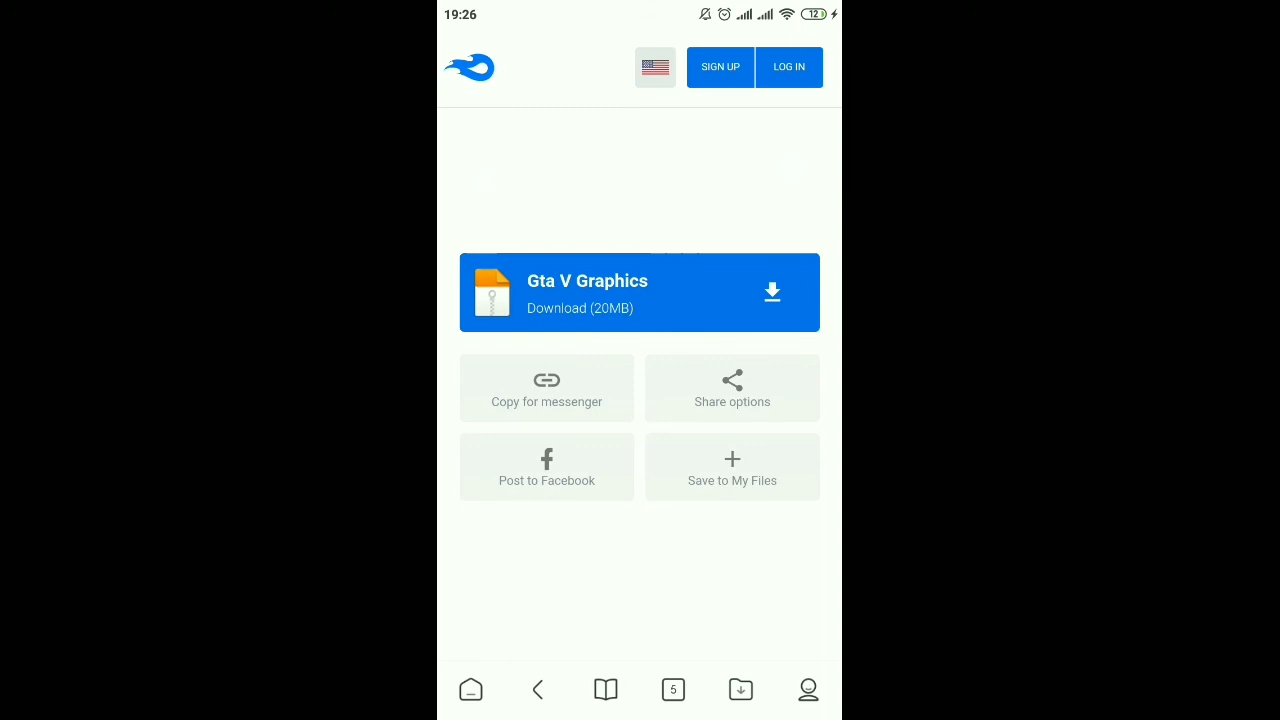 19:26
12
SIGN UP
LOG IN
Gta V Graphics
Download (20MB)
Copy for messenger
Share options
Post to Facebook
Save to My Files
5